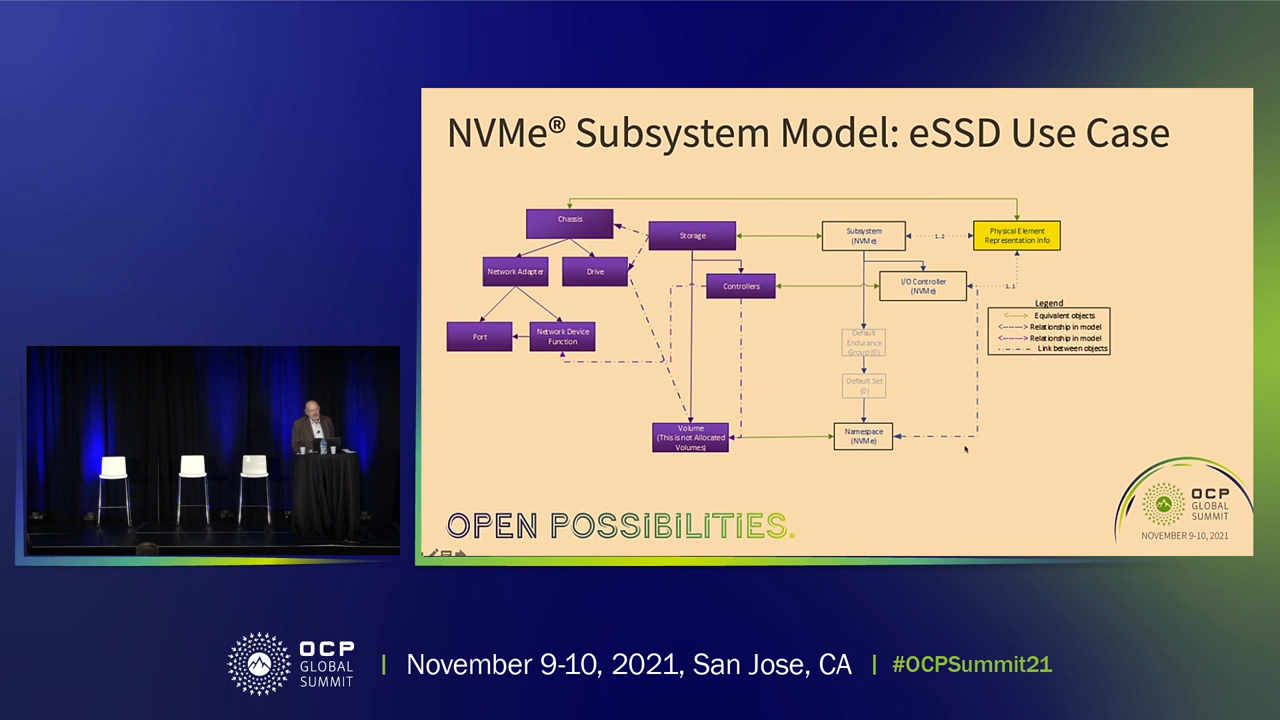 NVMe® Subsystem Model: eSSD Use Case
Chassis
Storage
Subsystem
(NVMe)
1..1
Physical Element
Representation Info
Network Adapter
Drive
Controllers
I/O Controller
(NVMe)
1..1
Legend
Equivalent objects
Relationship in model
Relationship in model
Link between objects
Port
Network Device
Function
Default
Endurance
Group (0)
Default Set
(0)
Volume
(This is not Allocated
Volumes)
Namespace
(NVMe)
OPEN POSSIBILITIES.
OCP
GLOBAL
SUMMIT
NOVEMBER 9-10, 2021
OCP
GLOBAL
SUMMIT
November 9-10, 2021, San Jose, CA
#OCPSummit21